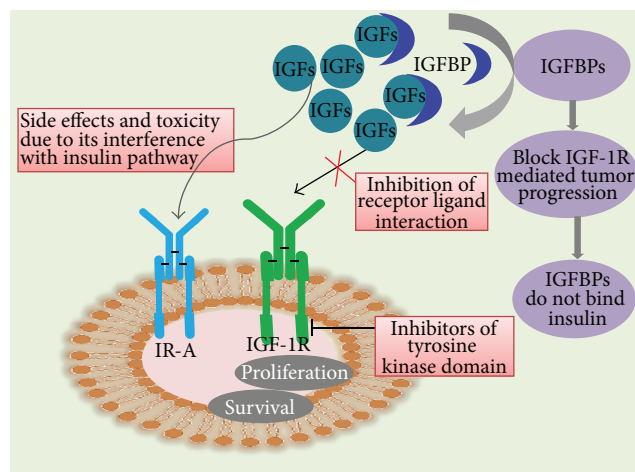 IGFs
IGFs
IGFs
IGFs
IGFs
IGFs
IGFBP
IGFBPs
Side effects and toxicity
due to its interference
with insulin pathway
Block IGF-1R
mediated tumor
progression
Inhibition of
receptor ligand
interaction
IGFBPs
do not bind
insulin
IR-A
IGF-1R
Inhibitors of
tyrosine
kinase domain
Proliferation
Survival